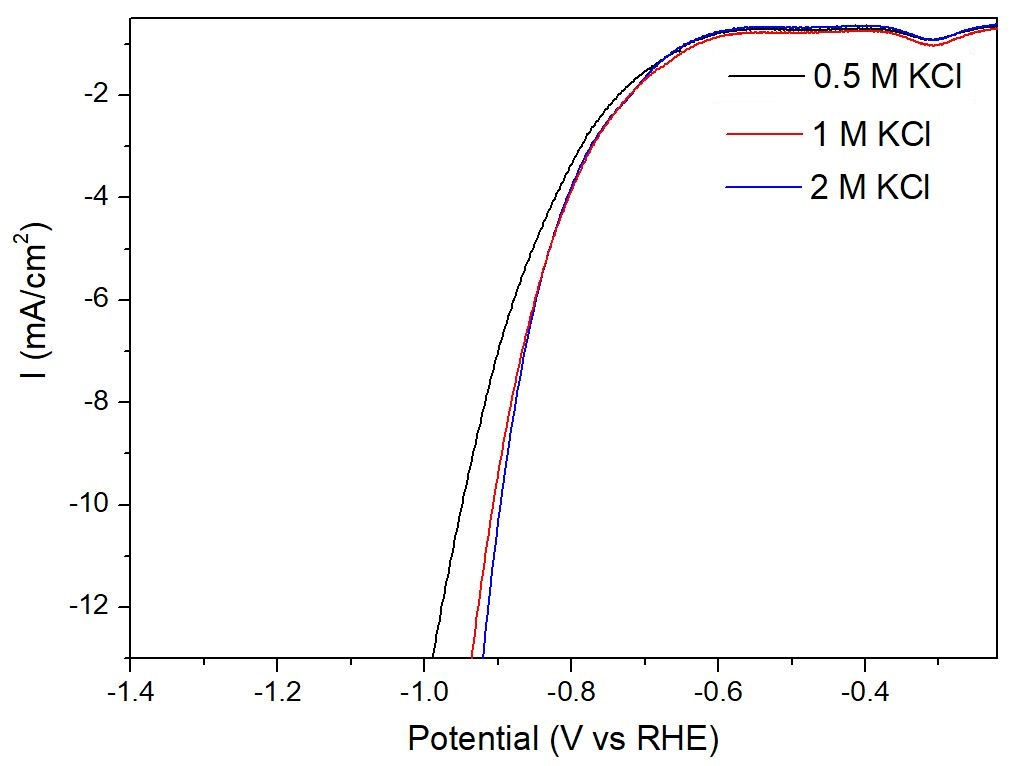 0.5 M KCl
1 M KCl
2 M KCl
-2
-4
-6
-8
-10
-12
I (mA/cm²)
-1.4 -1.2 -1.0 -0.8 -0.6 -0.4
Potential (V vs RHE)